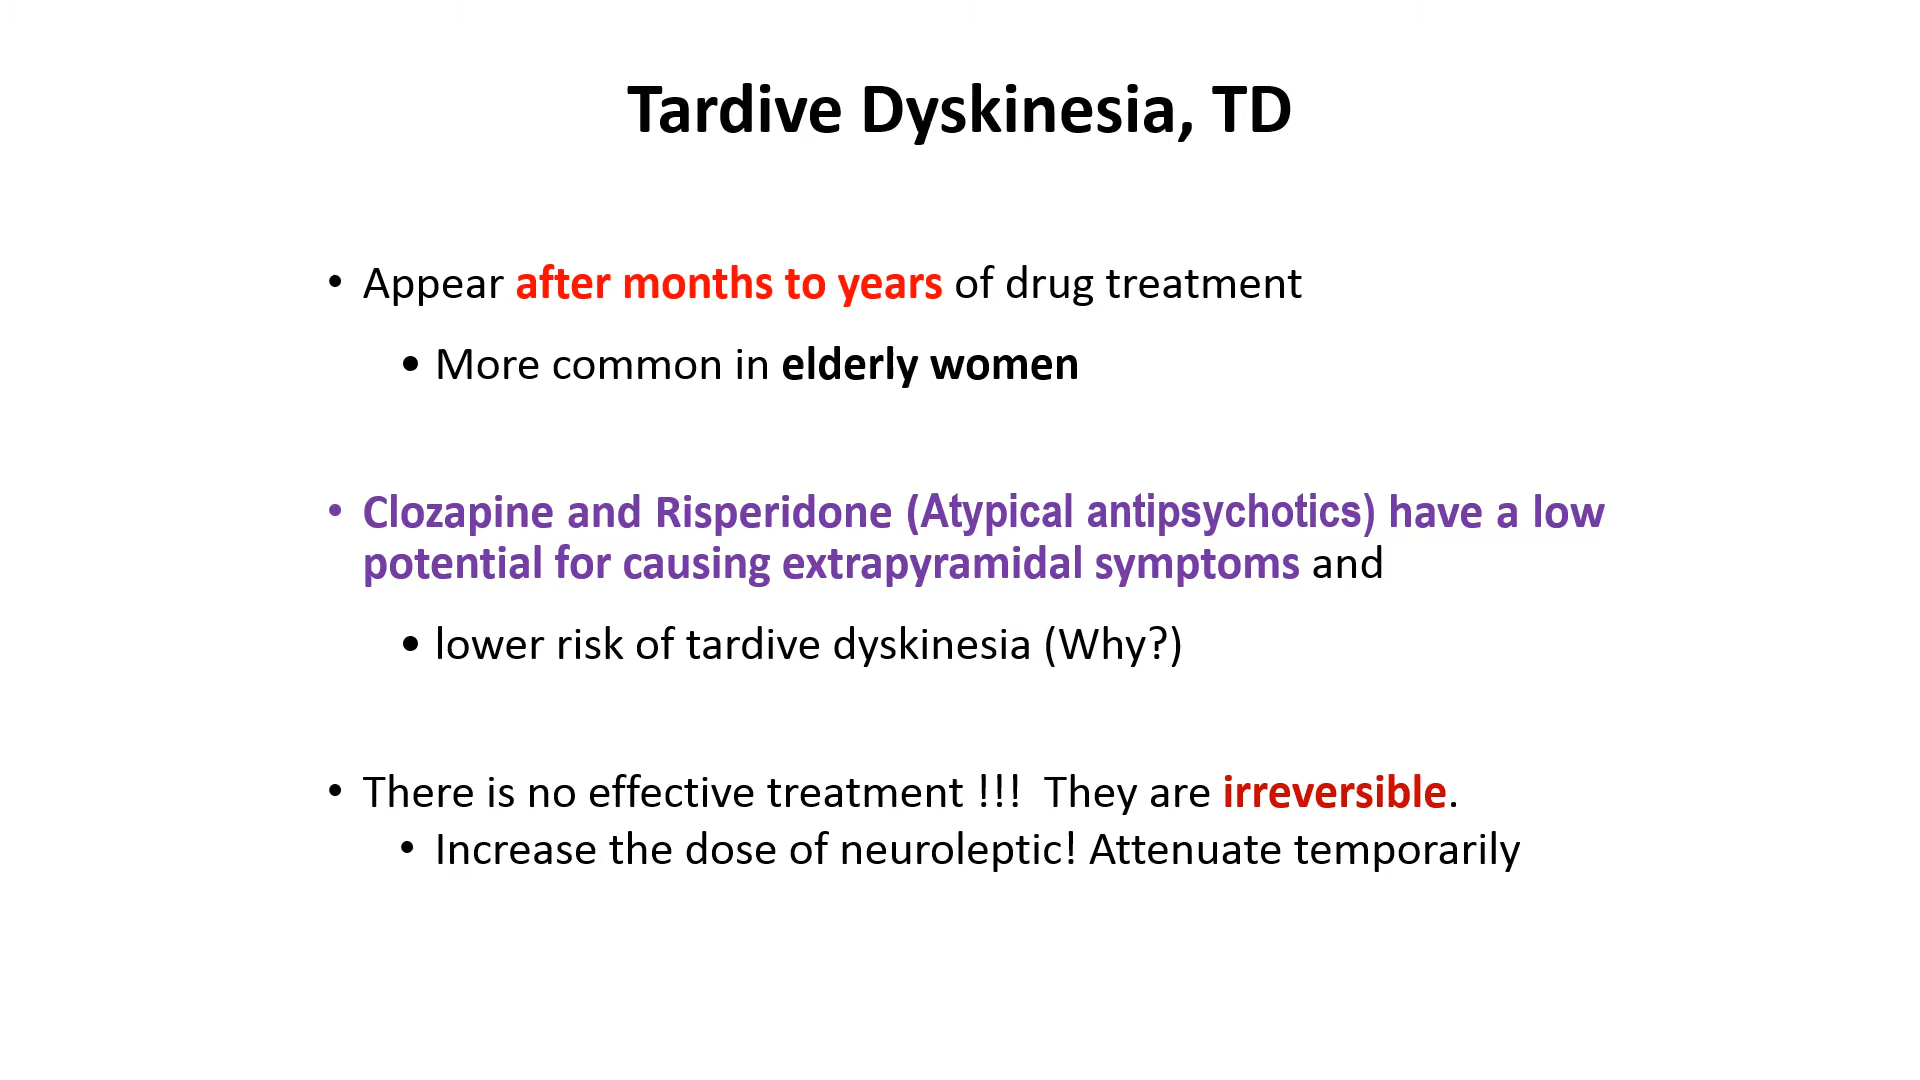 Tardive Dyskinesia, TD
• Appear after months to years of drug treatment
• More common in elderly women
• Clozapine and Risperidone (Atypical antipsychotics) have a low
potential for causing extrapyramidal symptoms and
• lower risk of tardive dyskinesia (Why?)
• There is no effective treatment !!!  They are irreversible.
• Increase the dose of neuroleptic! Attenuate temporarily